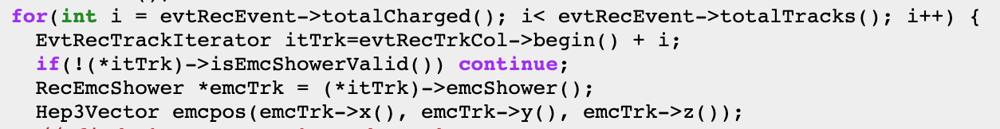 for(int i = evtRecEvent->totalCharged(); i< evtRecEvent->totalTracks(); i++) {
EvtRecTrackIterator itTrk=evtRecTrkCol->begin() + i;
if(!(*itTrk)->isEmcShowerValid()) continue;
RecEmcShower *emcTrk = (*itTrk)->emcShower();
Hep3Vector emcpos(emcTrk->x(), emcTrk->y(), emcTrk->z());